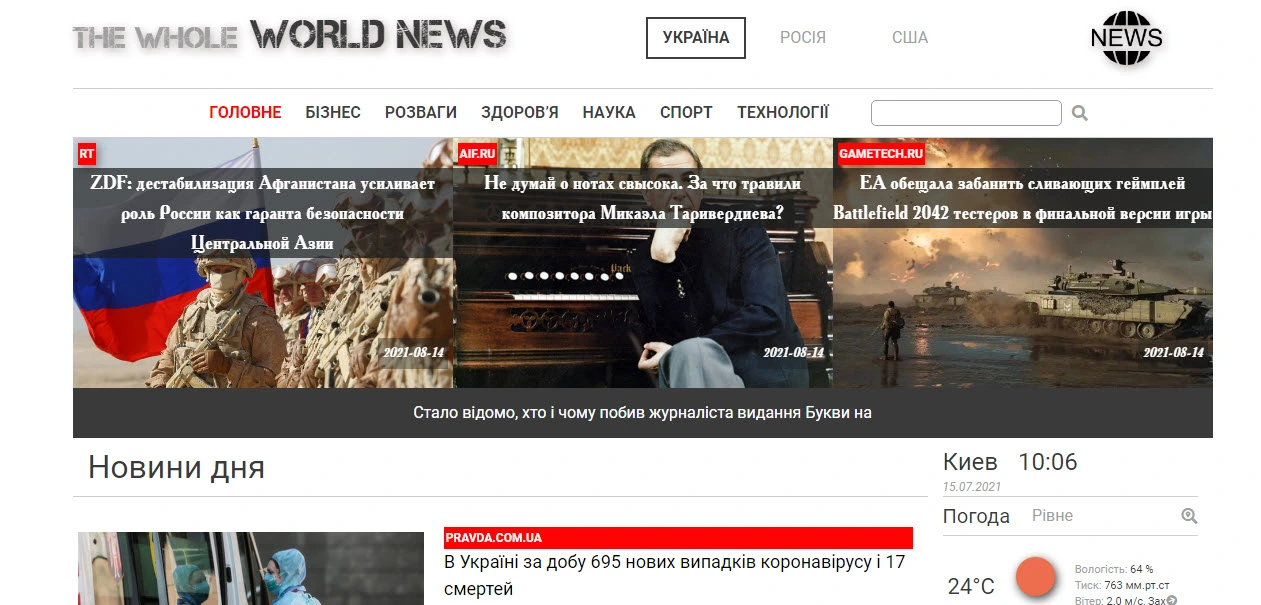 THE WHOLE WORLD NEWS
УКРАЇНА РОСІЯ США
NEWS
ГОЛОВНЕ БІЗНЕС РОЗВАГИ ЗДОРОВ’Я НАУКА СПОРТ ТЕХНОЛОГІЇ
RT
ZDF: дестабилизация Афганистана усиливает
роль России как гаранта безопасности
Центральной Азии
2021-08-14
AIF.RU
Не думай о нотах свысока. За что травили
композитора Микаэла Таривердиева?
2021-08-14
GAMETECH.RU
EA обещала забанить сливающих геймплей
Battlefield 2042 тестеров в финальной версии игры
2021-08-14
Стало відомо, хто і чому побив журналіста видання Букви на
Новини дня
PRAVDA.COM.UA
В Україні за добу 695 нових випадків коронавірусу і 17
смертей
Киев 10:06
15.07.2021
Погода Рівне
24°C
Вологість: 64 %
Тиск: 763 мм.рт.ст
Вітер: 2.0 м/с, Зах